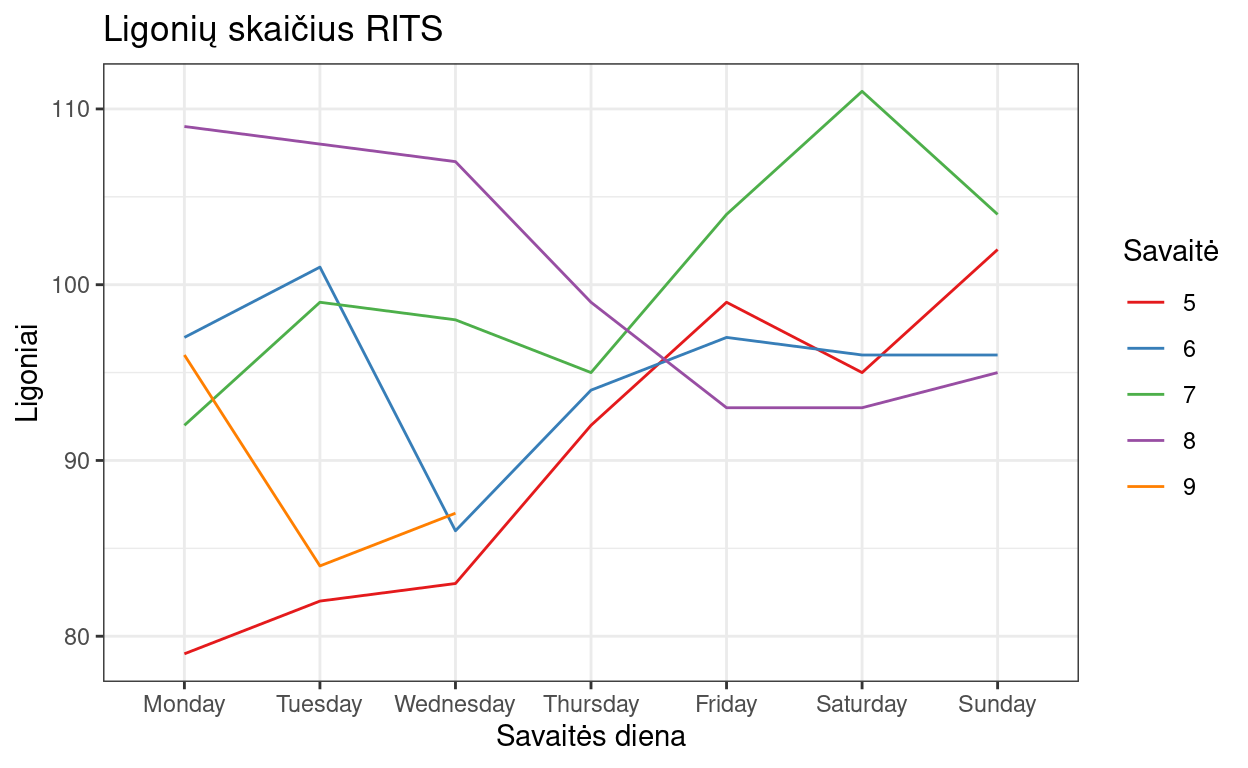 Ligonių skaičius RITS
110
100
90
80
Ligoniai
Monday Tuesday Wednesday Thursday Friday Saturday Sunday
Savaitės diena
Savaitė
5
6
7
8
9